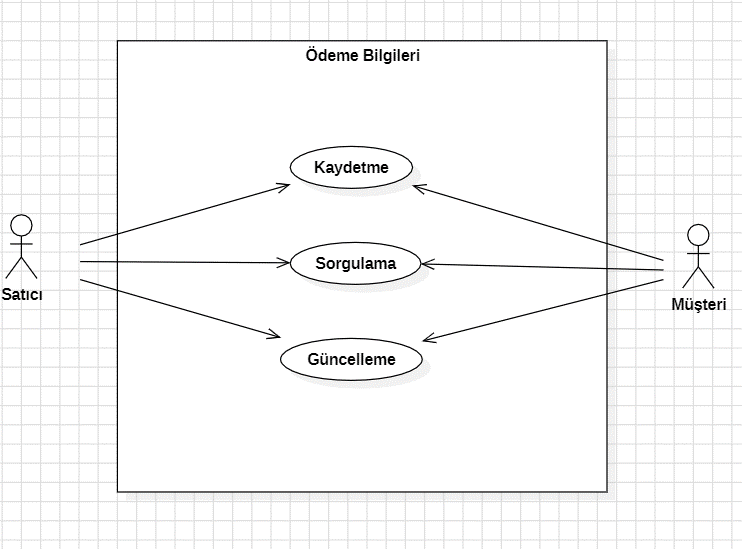 Ödeme Bilgileri
Kaydetme
Sorgulama
Güncelleme
Satıcı
Müşteri